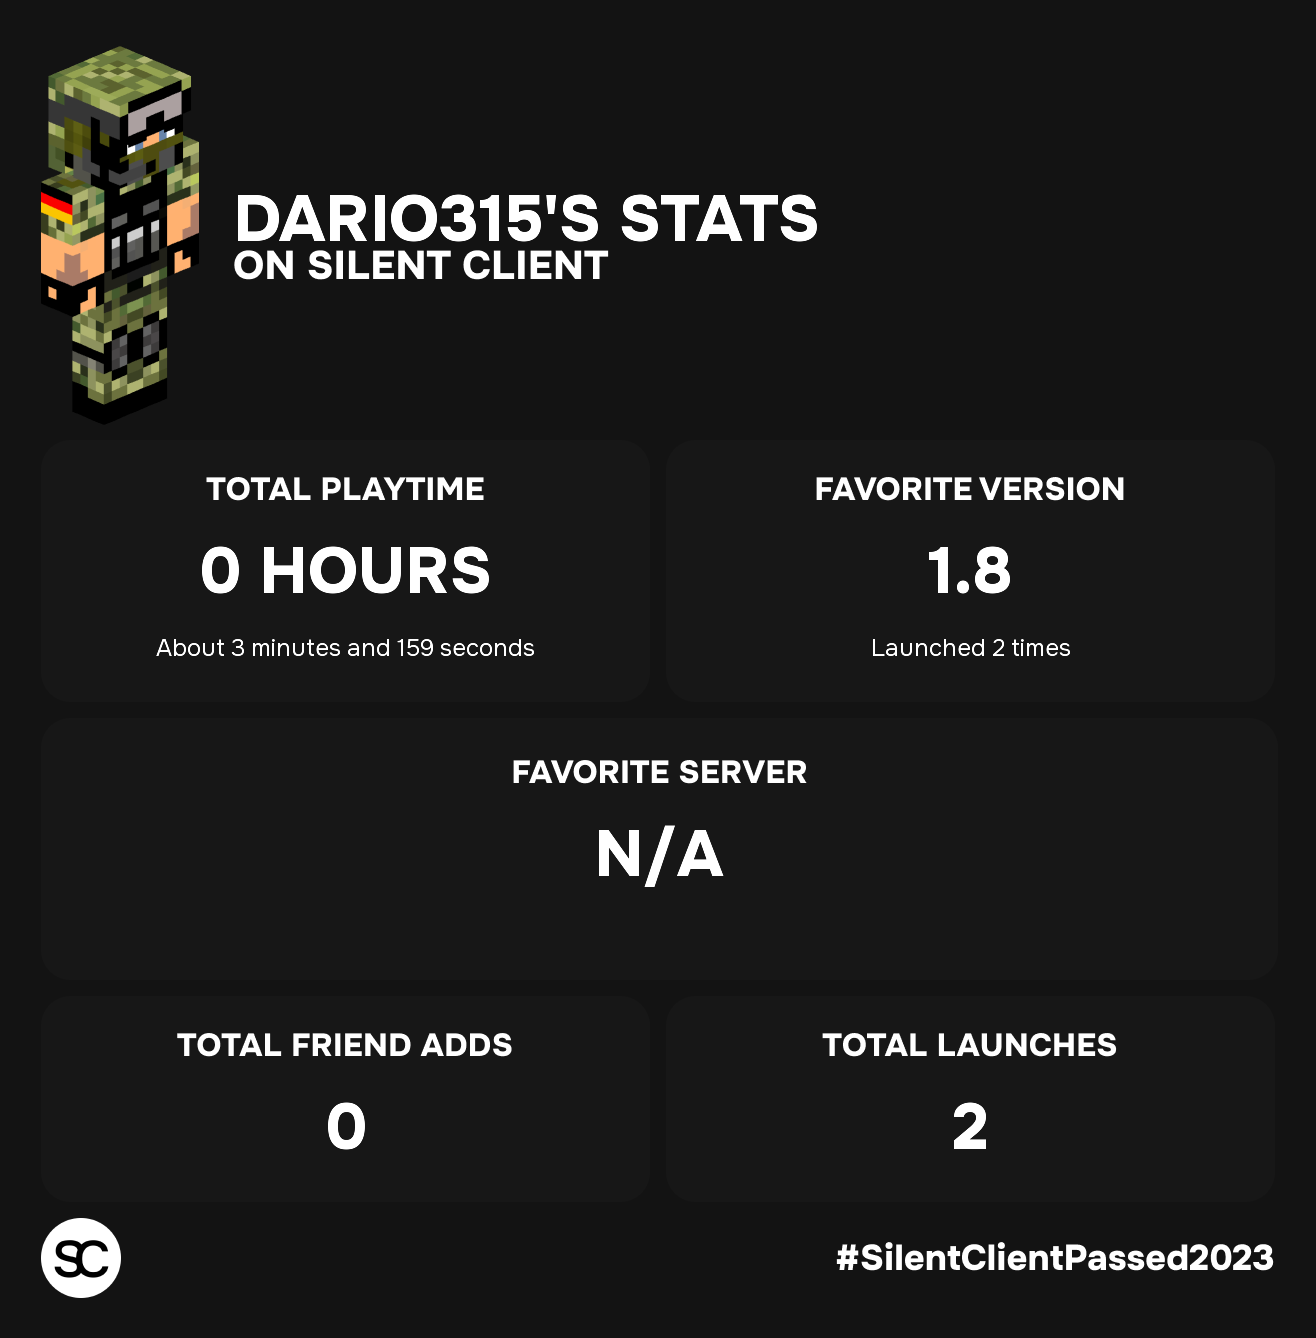 DARIO315'S STATS
ON SILENT CLIENT
TOTAL PLAYTIME
0 HOURS
About 3 minutes and 159 seconds
FAVORITE VERSION
1.8
Launched 2 times
FAVORITE SERVER
N/A
TOTAL FRIEND ADDS
0
TOTAL LAUNCHES
2
SC
#SilentClientPassed2023